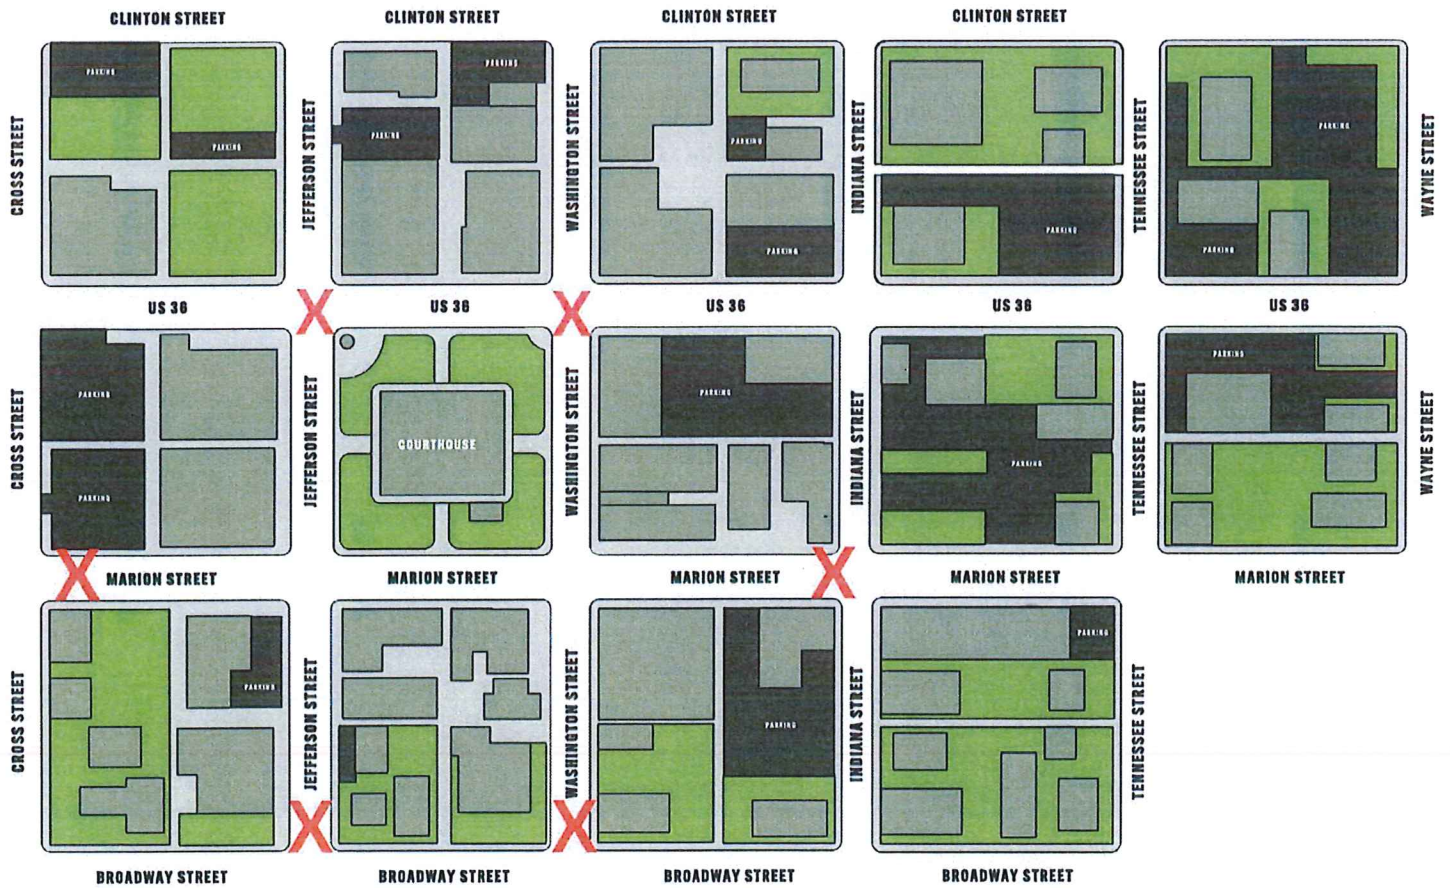 CLINTON STREET
CLINTON STREET
CLINTON STREET
CLINTON STREET
CROSS STREET
PARKING
PARKING
JEFFERSON STREET
PARKING
PARKING
WASHINGTON STREET
PARKING
PARKING
INDIANA STREET
PARKING
TENNESSEE STREET
PARKING
PARKING
WAYNE STREET
US 36
X
US 36
X
US 36
US 36
US 36
CROSS STREET
PARKING
PARKING
JEFFERSON STREET
COURTHOUSE
WASHINGTON STREET
PARKING
INDIANA STREET
PARKING
TENNESSEE STREET
PARKING
WAYNE STREET
X
MARION STREET
MARION STREET
MARION STREET
X
MARION STREET
MARION STREET
CROSS STREET
PARKING
JEFFERSON STREET
WASHINGTON STREET
PARKING
INDIANA STREET
PARKING
TENNESSEE STREET
X
X
BROADWAY STREET
BROADWAY STREET
BROADWAY STREET
BROADWAY STREET